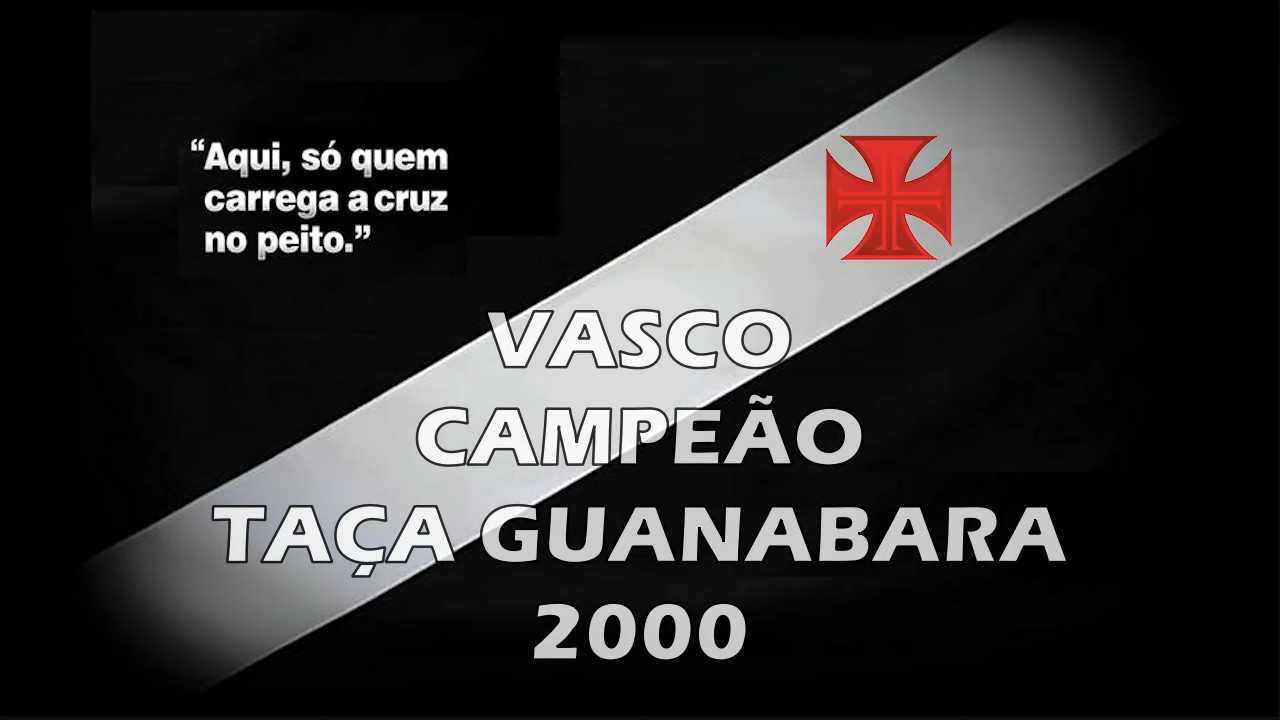 “Aqui, só quem
carrega a cruz
no peito.”
VASCO
CAMPEÃO
TAÇA GUANABARA
2000